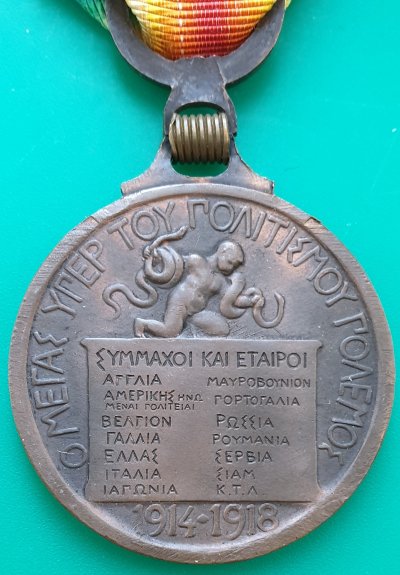 Ο ΜΕΓΑΣ ΥΠΕΡ ΤΟΥ ΠΟΛΙΤΙΣΜΟΥ ΠΟΛΕΜΟΣ
ΣΥΜΜΑΧΟΙ ΚΑΙ ΕΤΑΙΡΟΙ
ΑΓΓΛΙΑ ΜΑΥΡΟΒΟΥΝΙΟΝ
ΑΜΕΡΙΚΗΣ ΗΝΩ
ΜΕΝΑΙ ΠΟΛΙΤΕΙΑΙ ΠΟΡΤΟΓΑΛΙΑ
ΒΕΛΓΙΟΝ ΡΩΣΣΙΑ
ΓΑΛΛΙΑ ΡΟΥΜΑΝΙΑ
ΕΛΛΑΣ ΣΕΡΒΙΑ
ΙΤΑΛΙΑ ΣΙΑΜ
ΙΑΠΩΝΙΑ Κ.Τ.Λ
1914·1918